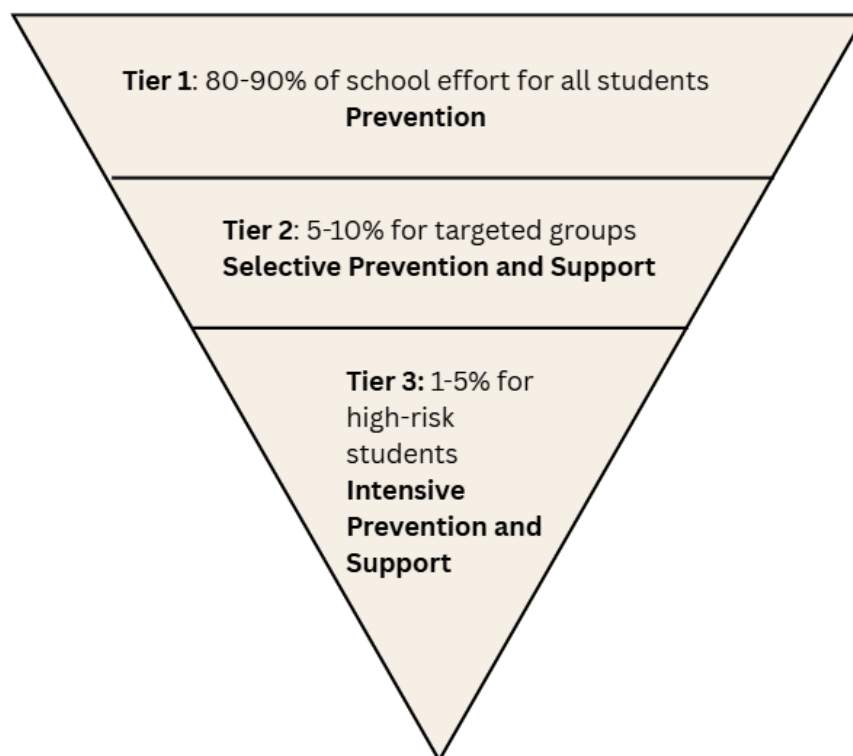 Tier 1: 80-90% of school effort for all students
Prevention
Tier 2: 5-10% for targeted groups
Selective Prevention and Support
Tier 3: 1-5% for
high-risk
students
Intensive
Prevention and
Support